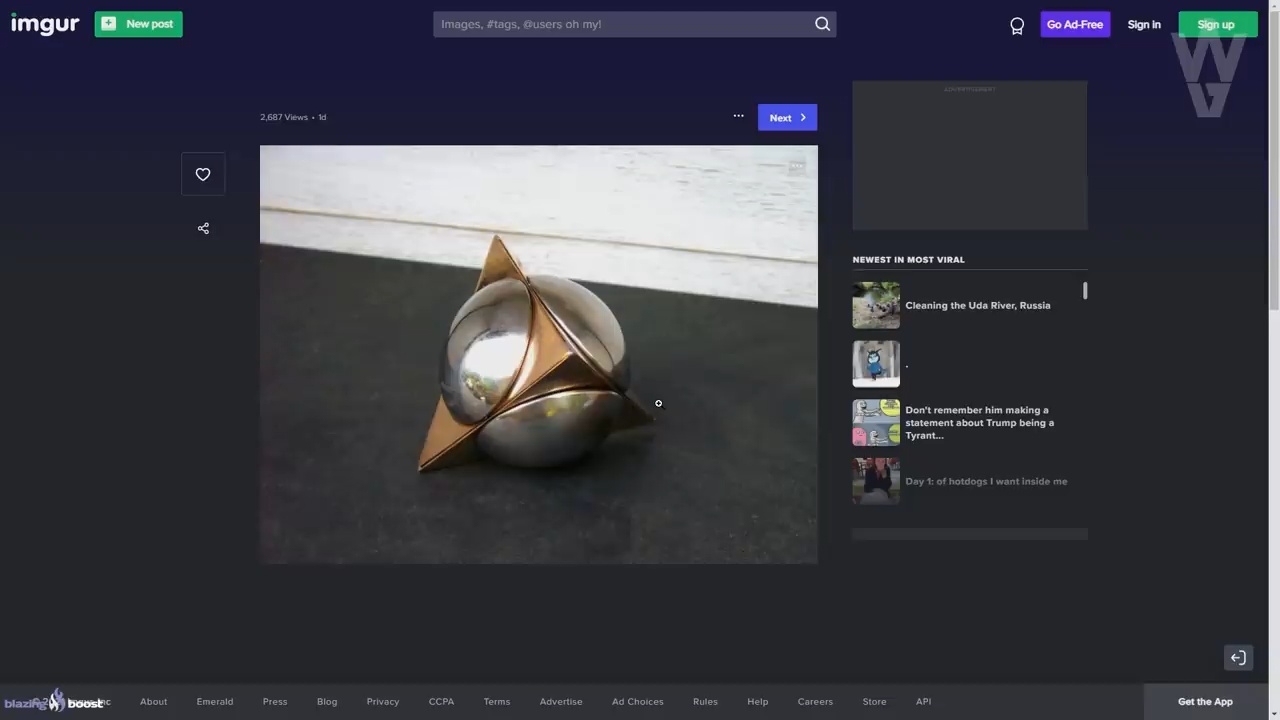 imgur
New post
Images, #tags, @users oh my!
Go Ad-Free
Sign in
Sign up
2,687 Views • 1d
Next
ADVERTISEMENT
NEWEST IN MOST VIRAL
Cleaning the Uda River, Russia
.
Don't remember him making a
statement about Trump being a
Tyrant...
Day 1: of hotdogs I want inside me
blazing boost
About
Emerald
Press
Blog
Privacy
CCPA
Terms
Advertise
Ad Choices
Rules
Help
Careers
Store
API
Get the App